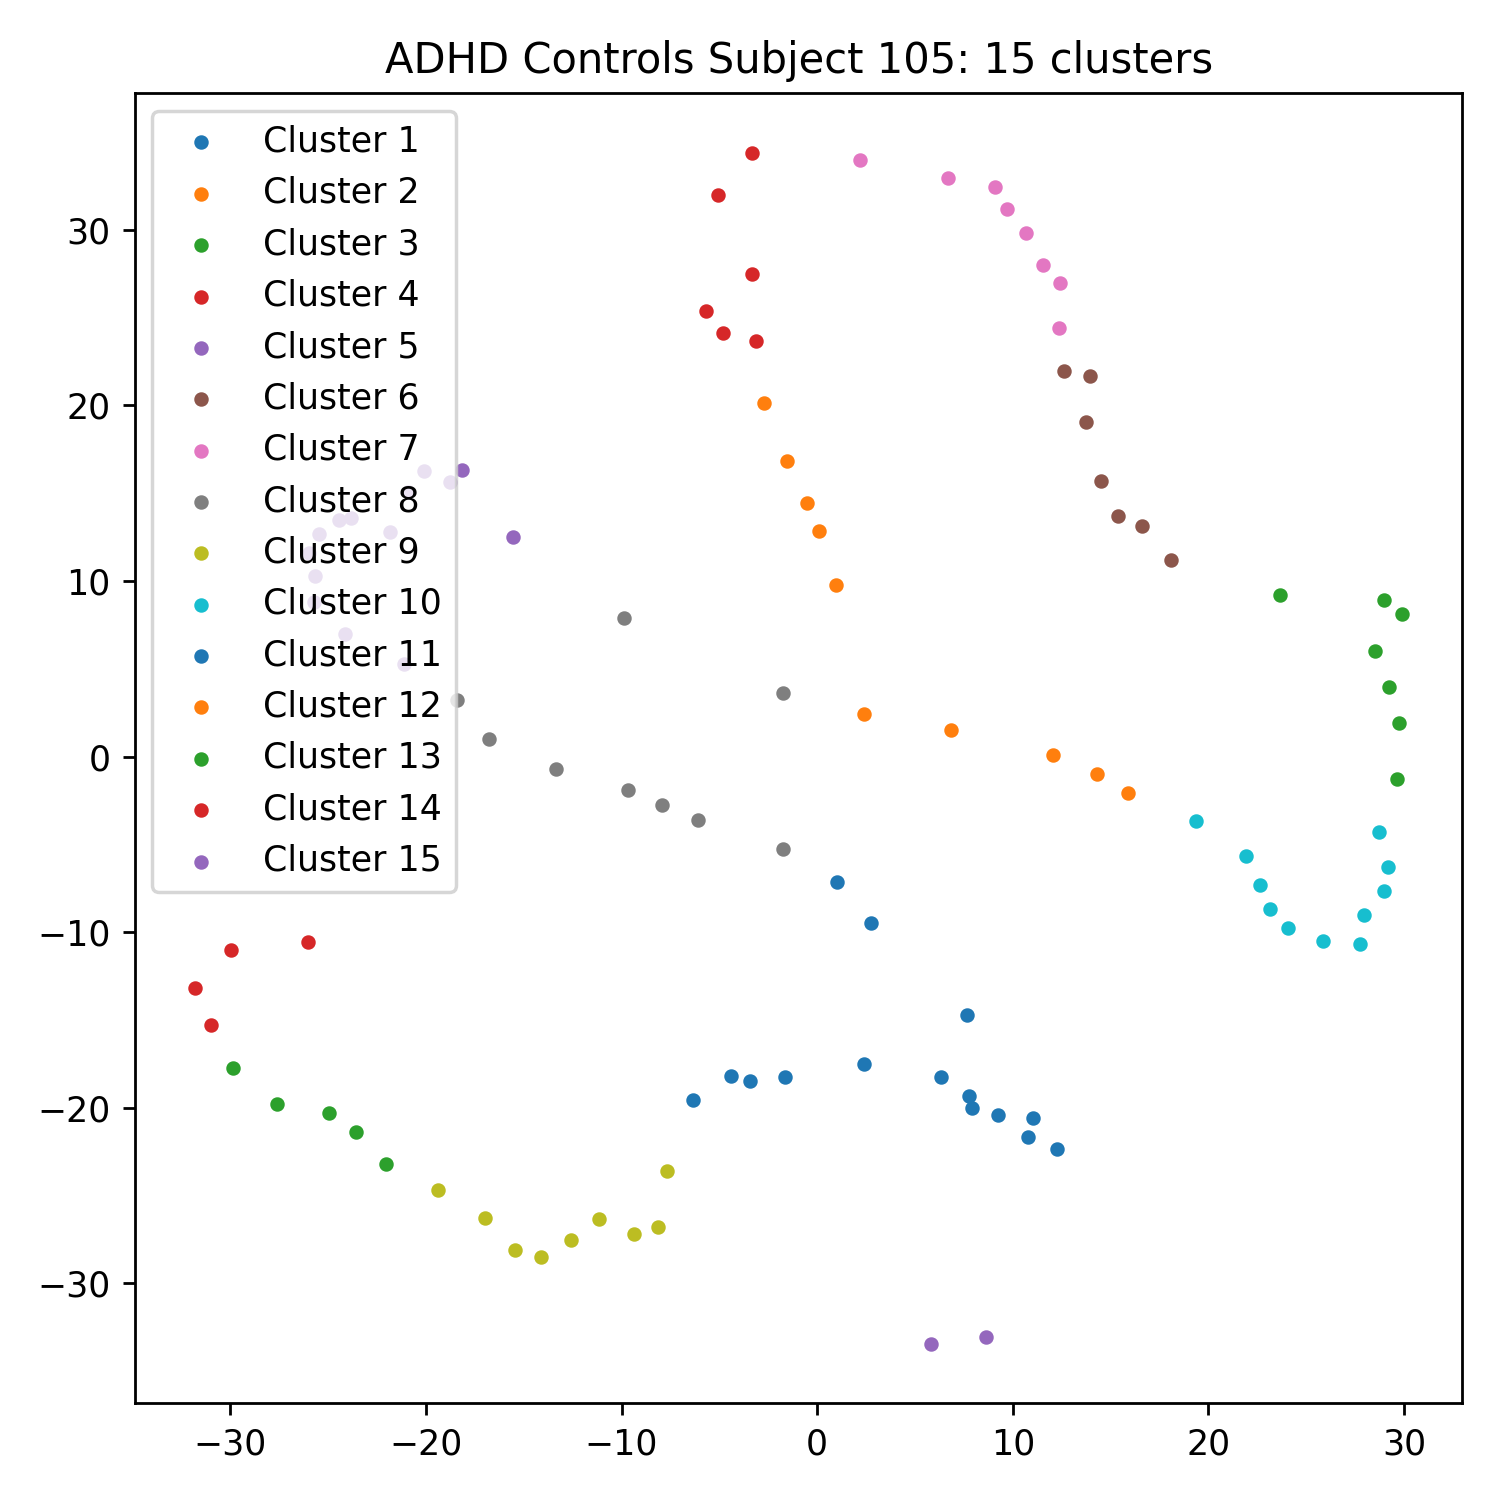 ADHD Controls Subject 105: 15 clusters
Cluster 1
Cluster 2
Cluster 3
Cluster 4
Cluster 5
Cluster 6
Cluster 7
Cluster 8
Cluster 9
Cluster 10
Cluster 11
Cluster 12
Cluster 13
Cluster 14
Cluster 15
30
20
10
0
−10
−20
−30
−30 −20 −10 0 10 20 30